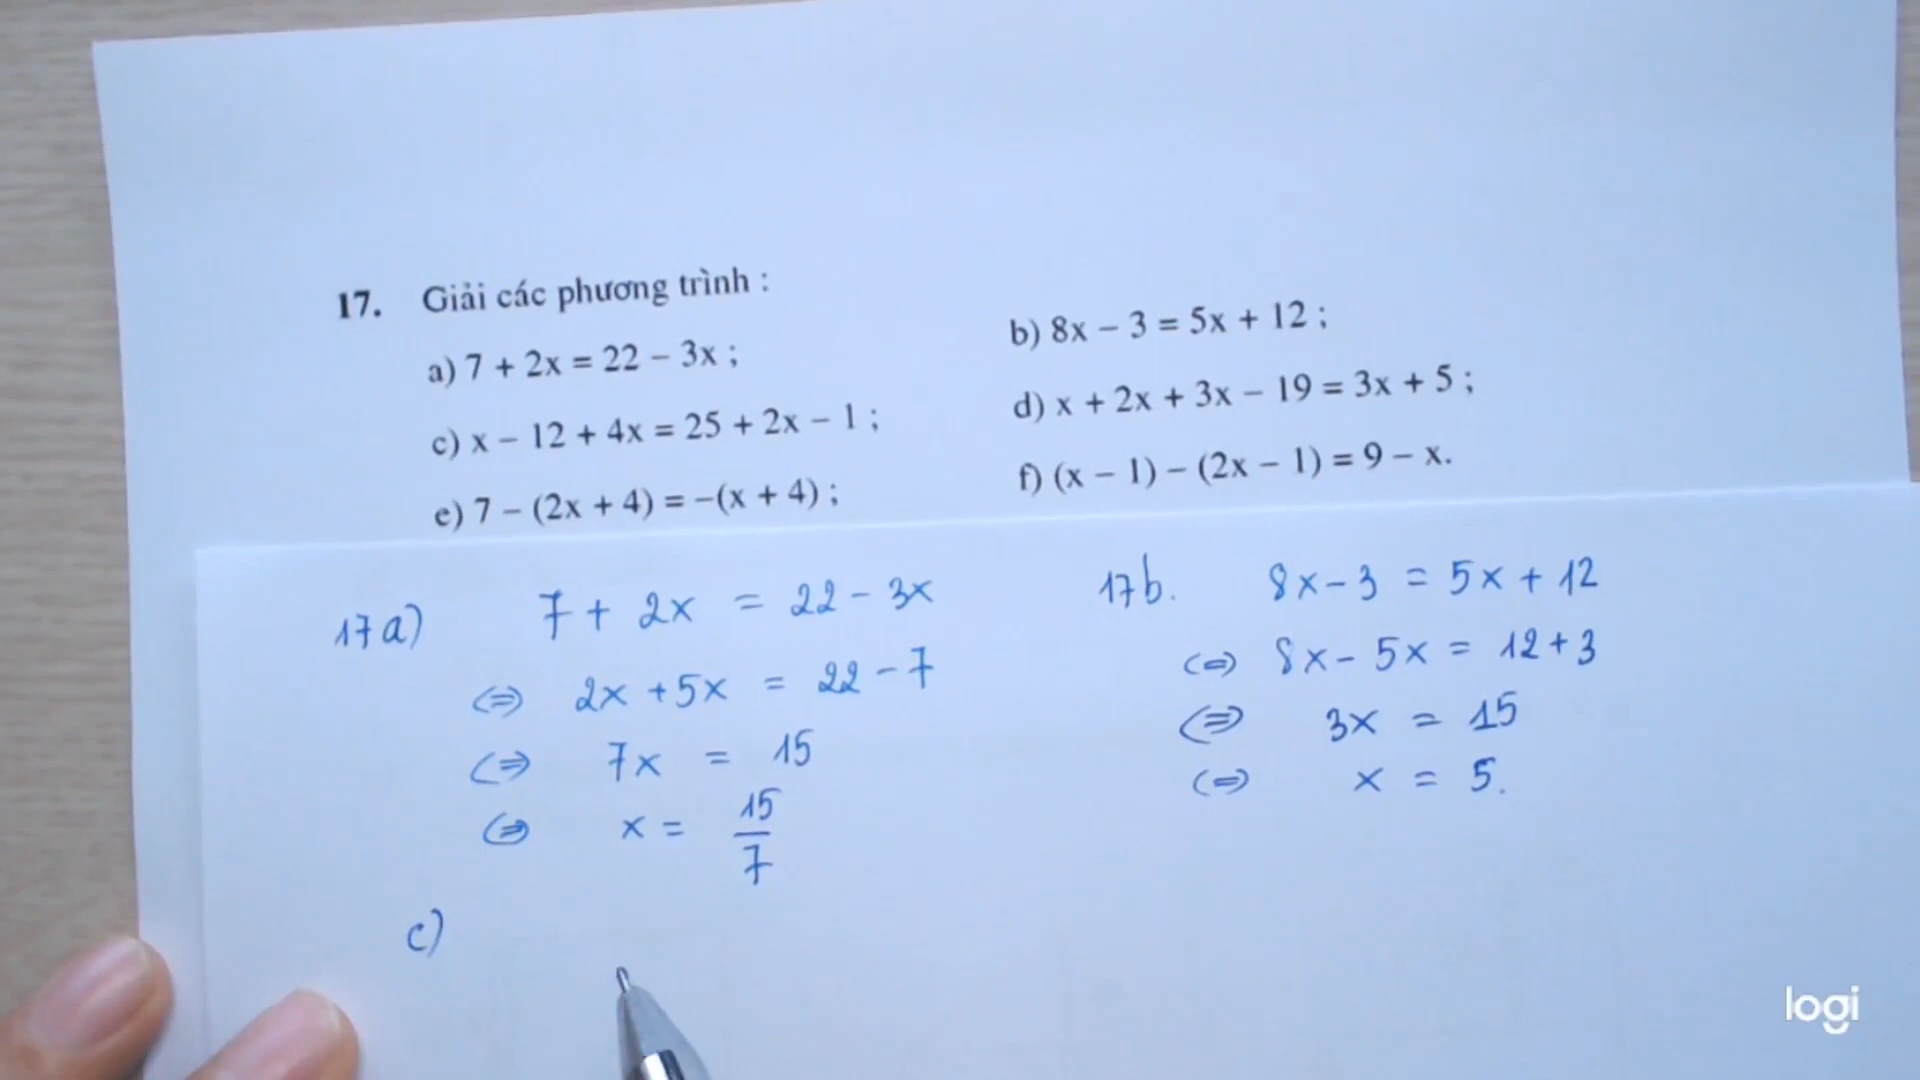 17. Giải các phương trình :
a) 7 + 2x = 22 – 3x ;
b) 8x – 3 = 5x + 12 ;
c) x – 12 + 4x = 25 + 2x – 1 ;
d) x + 2x + 3x – 19 = 3x + 5 ;
e) 7 – (2x + 4) = –(x + 4) ;
f) (x – 1) – (2x – 1) = 9 – x.
17a) 7 + 2x = 22 - 3x
⇔ 2x + 5x = 22 - 7
⇔ 7x = 15
⇔ x = 15/7
17b. 8x - 3 = 5x + 12
⇔ 8x - 5x = 12 + 3
⇔ 3x = 15
⇔ x = 5.
c)
logi